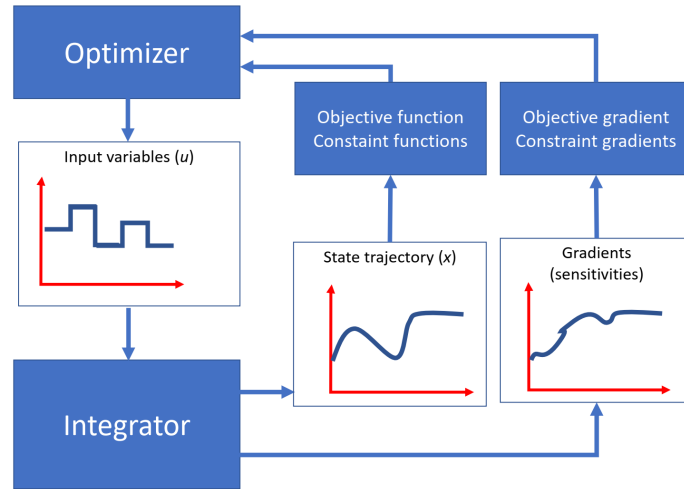 Optimizer
Objective function
Constaint functions
Objective gradient
Constraint gradients
Input variables (u)
State trajectory (x)
Gradients
(sensitivities)
Integrator